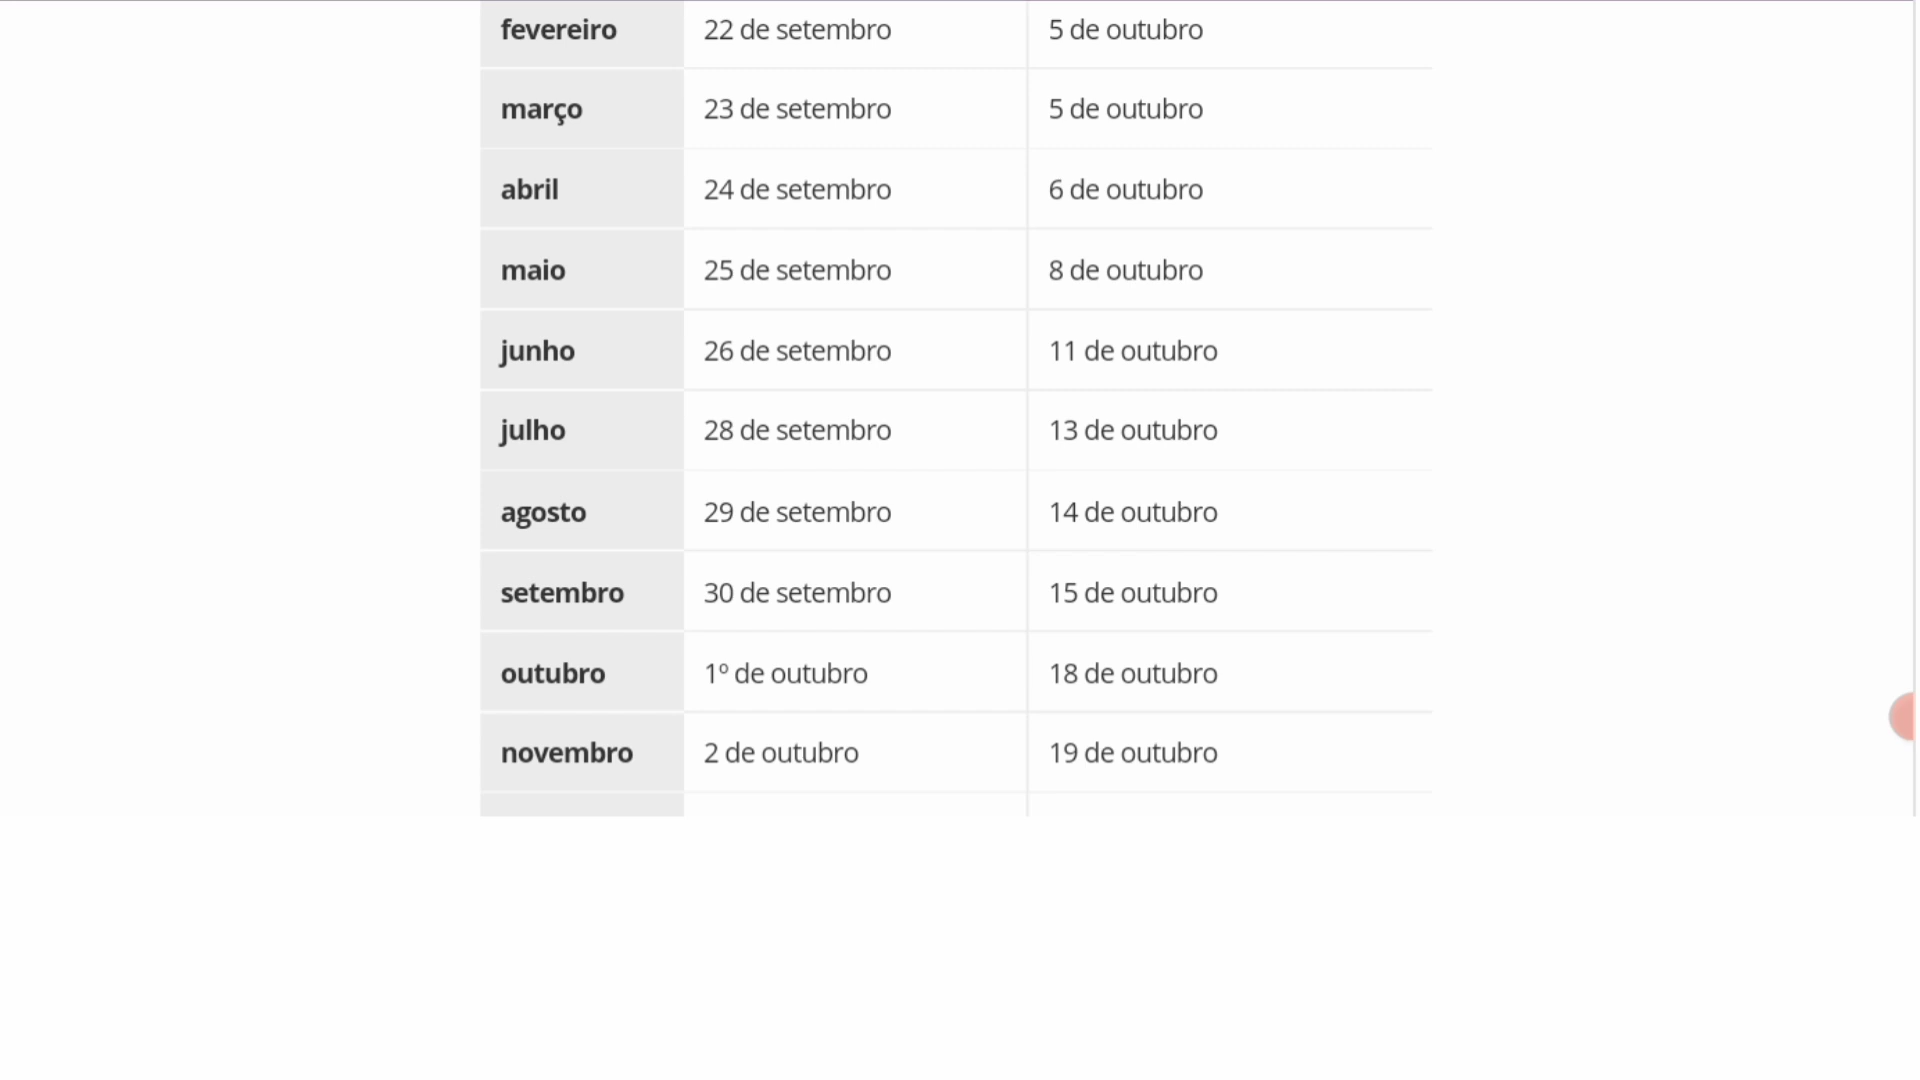 fevereiro 22 de setembro 5 de outubro
março 23 de setembro 5 de outubro
abril 24 de setembro 6 de outubro
maio 25 de setembro 8 de outubro
junho 26 de setembro 11 de outubro
julho 28 de setembro 13 de outubro
agosto 29 de setembro 14 de outubro
setembro 30 de setembro 15 de outubro
outubro 1º de outubro 18 de outubro
novembro 2 de outubro 19 de outubro